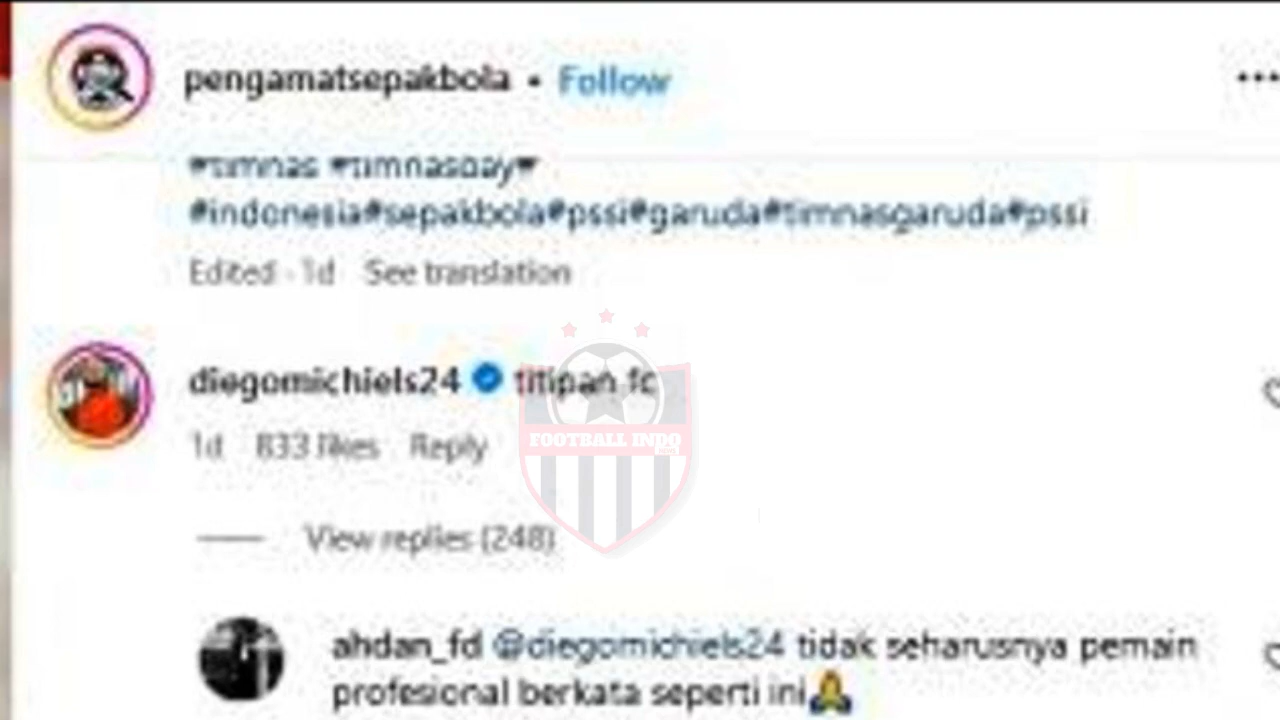 pengamatsepakbola • Follow
#timnas #timnasday#
#indonesia#sepakbola#pssi#garuda#timnasgaruda#pssi
Edited · 1d See translation
diegomichiels24 titipan fc
1d 833 likes Reply
FOOTBALL INDO
View replies (248)
ahdan_fd @diegomichiels24 tidak seharusnya pemain
profesional berkata seperti ini🙏